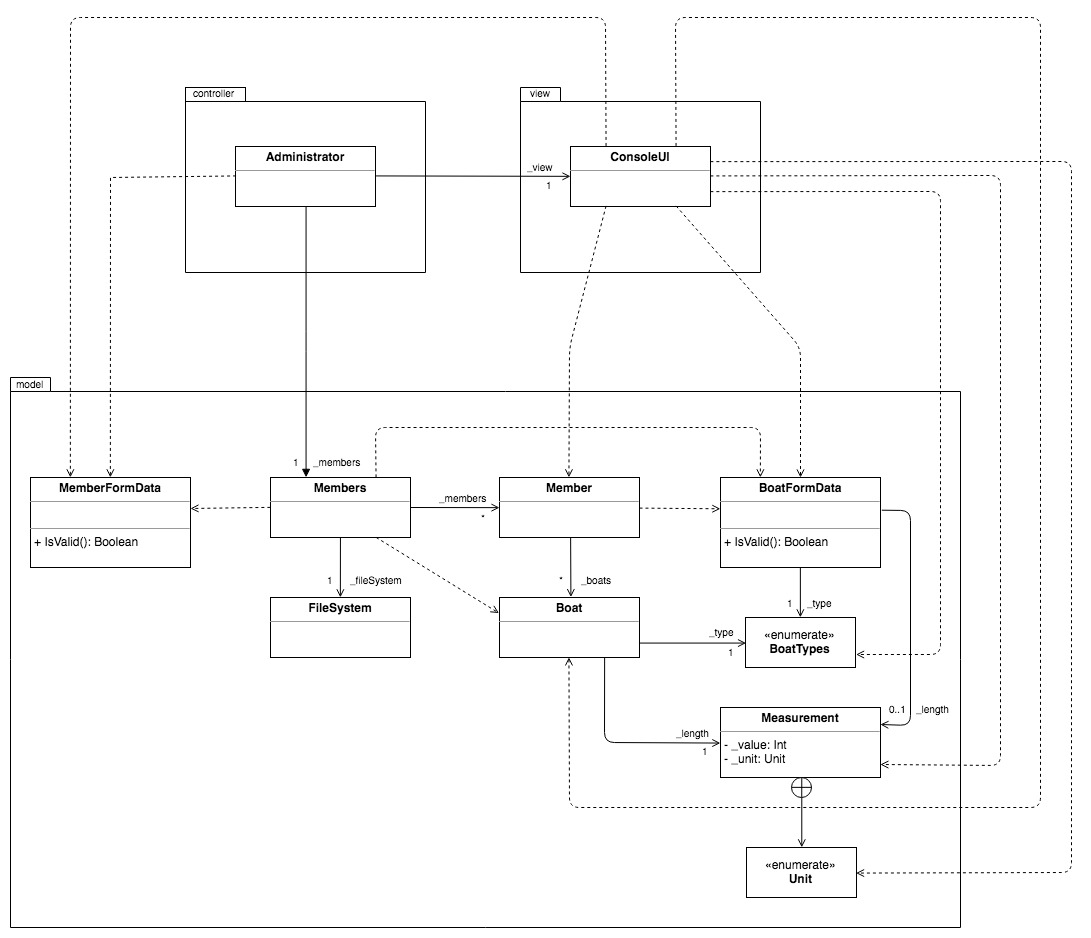 controller
view
Administrator
ConsoleUI
_view
1
model
1 _members
MemberFormData
Members
Member
BoatFormData
_members
*
+ IsValid(): Boolean
+ IsValid(): Boolean
1 _fileSystem
* _boats
FileSystem
Boat
1 _type
_type
1
«enumerate»
BoatTypes
0..1 _length
Measurement
_length
1
- _value: Int
- _unit: Unit
«enumerate»
Unit